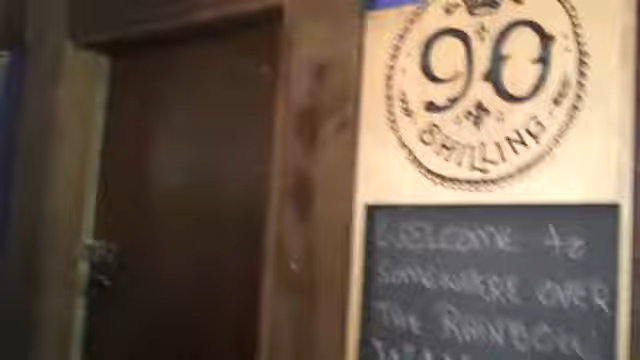 90
SHILLING
WELCOME to
SOMEWHERE OVER
THE RAINBOW